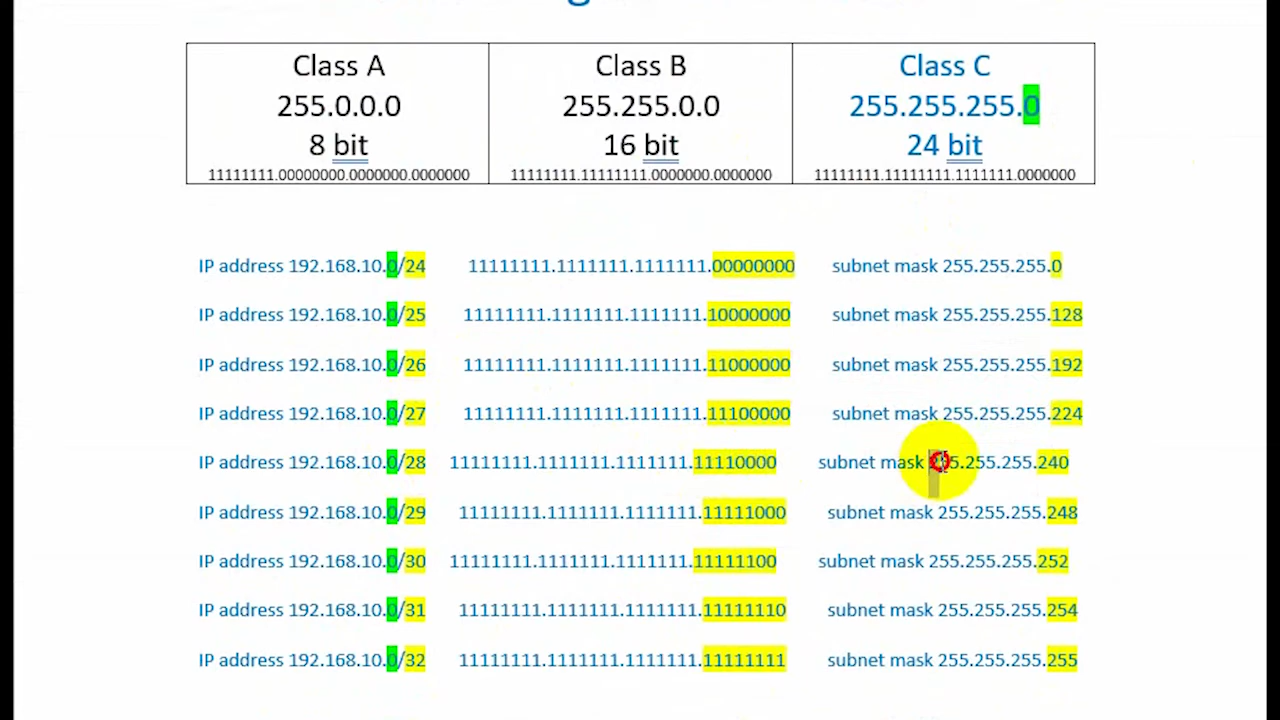 Class A
255.0.0.0
8 bit
11111111.00000000.0000000.0000000
Class B
255.255.0.0
16 bit
11111111.11111111.0000000.0000000
Class C
255.255.255.0
24 bit
11111111.11111111.1111111.0000000
IP address 192.168.10.0/24 11111111.1111111.1111111.00000000 subnet mask 255.255.255.0
IP address 192.168.10.0/25 11111111.1111111.1111111.10000000 subnet mask 255.255.255.128
IP address 192.168.10.0/26 11111111.1111111.1111111.11000000 subnet mask 255.255.255.192
IP address 192.168.10.0/27 11111111.1111111.1111111.11100000 subnet mask 255.255.255.224
IP address 192.168.10.0/28 11111111.1111111.1111111.11110000 subnet mask 255.255.255.240
IP address 192.168.10.0/29 11111111.1111111.1111111.11111000 subnet mask 255.255.255.248
IP address 192.168.10.0/30 11111111.1111111.1111111.11111100 subnet mask 255.255.255.252
IP address 192.168.10.0/31 11111111.1111111.1111111.11111110 subnet mask 255.255.255.254
IP address 192.168.10.0/32 11111111.1111111.1111111.11111111 subnet mask 255.255.255.255